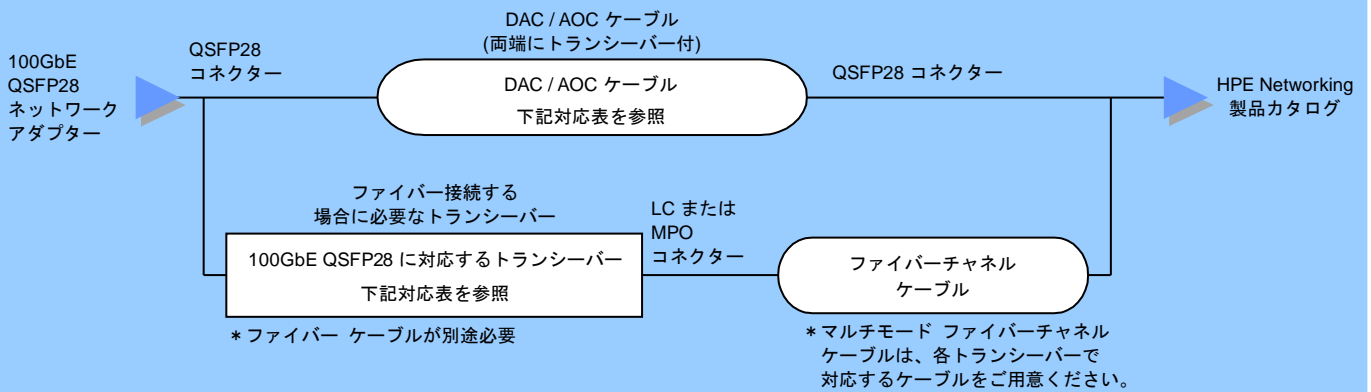 100GbE
QSFP28
ネットワーク
アダプター
QSFP28
コネクター
DAC / AOC ケーブル
(両端にトランシーバー付)
DAC / AOC ケーブル
下記対応表を参照
QSFP28 コネクター
HPE Networking
製品カタログ
ファイバー接続する
場合に必要なトランシーバー
100GbE QSFP28 に対応するトランシーバー
下記対応表を参照
*ファイバー ケーブルが別途必要
LC または
MPO
コネクター
ファイバーチャネル
ケーブル
*マルチモード ファイバーチャネル
ケーブルは、各トランシーバーで
対応するケーブルをご用意ください。